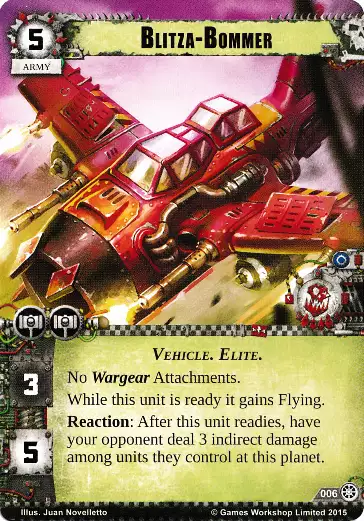 5
BLITZA-BOMMER
ARMY
VEHICLE. ELITE.
3
No Wargear Attachments.
While this unit is ready it gains Flying.
Reaction: After this unit readies, have
your opponent deal 3 indirect damage
among units they control at this planet.
5
006
Illus. Juan Novelletto
© Games Workshop Limited 2015